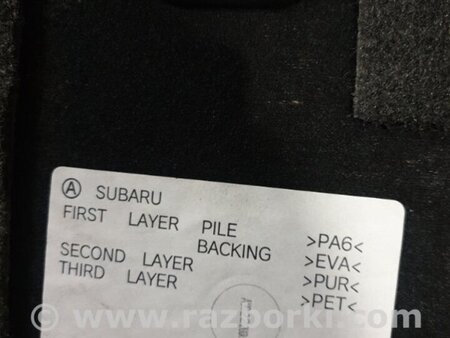 Ⓐ SUBARU
FIRST LAYER PILE >PA6<
BACKING >EVA<
SECOND LAYER >PUR<
THIRD LAYER >PET<
© www.razborki.com